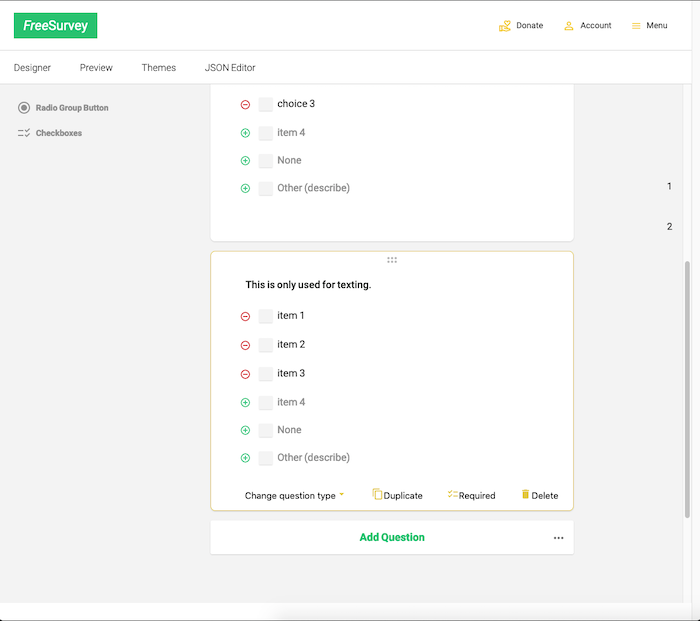 FreeSurvey
Donate
Account
Menu
Designer
Preview
Themes
JSON Editor
Radio Group Button
Checkboxes
choice 3
item 4
None
Other (describe)
1
2
This is only used for texting.
item 1
item 2
item 3
item 4
None
Other (describe)
Change question type
Duplicate
Required
Delete
Add Question